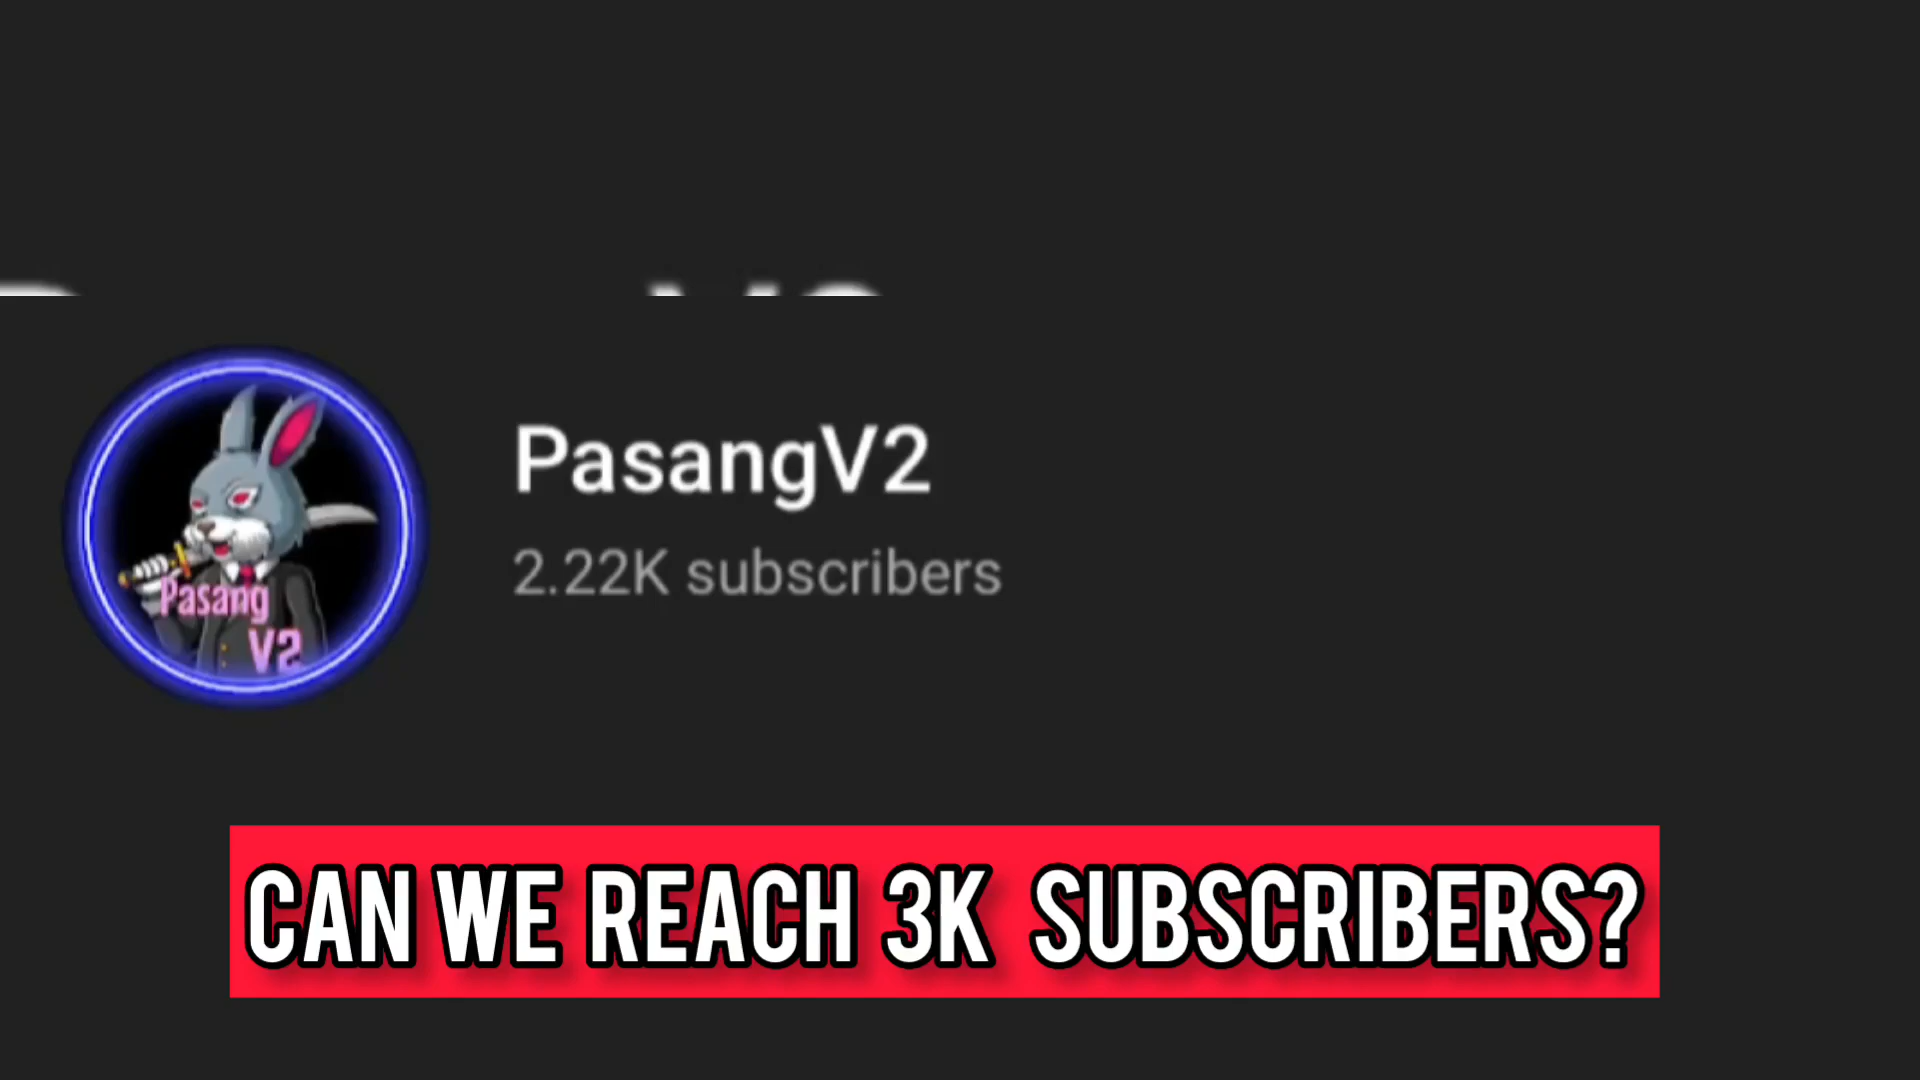 PasangV2
2.22K subscribers
Pasang
V2
CAN WE REACH 3K SUBSCRIBERS?